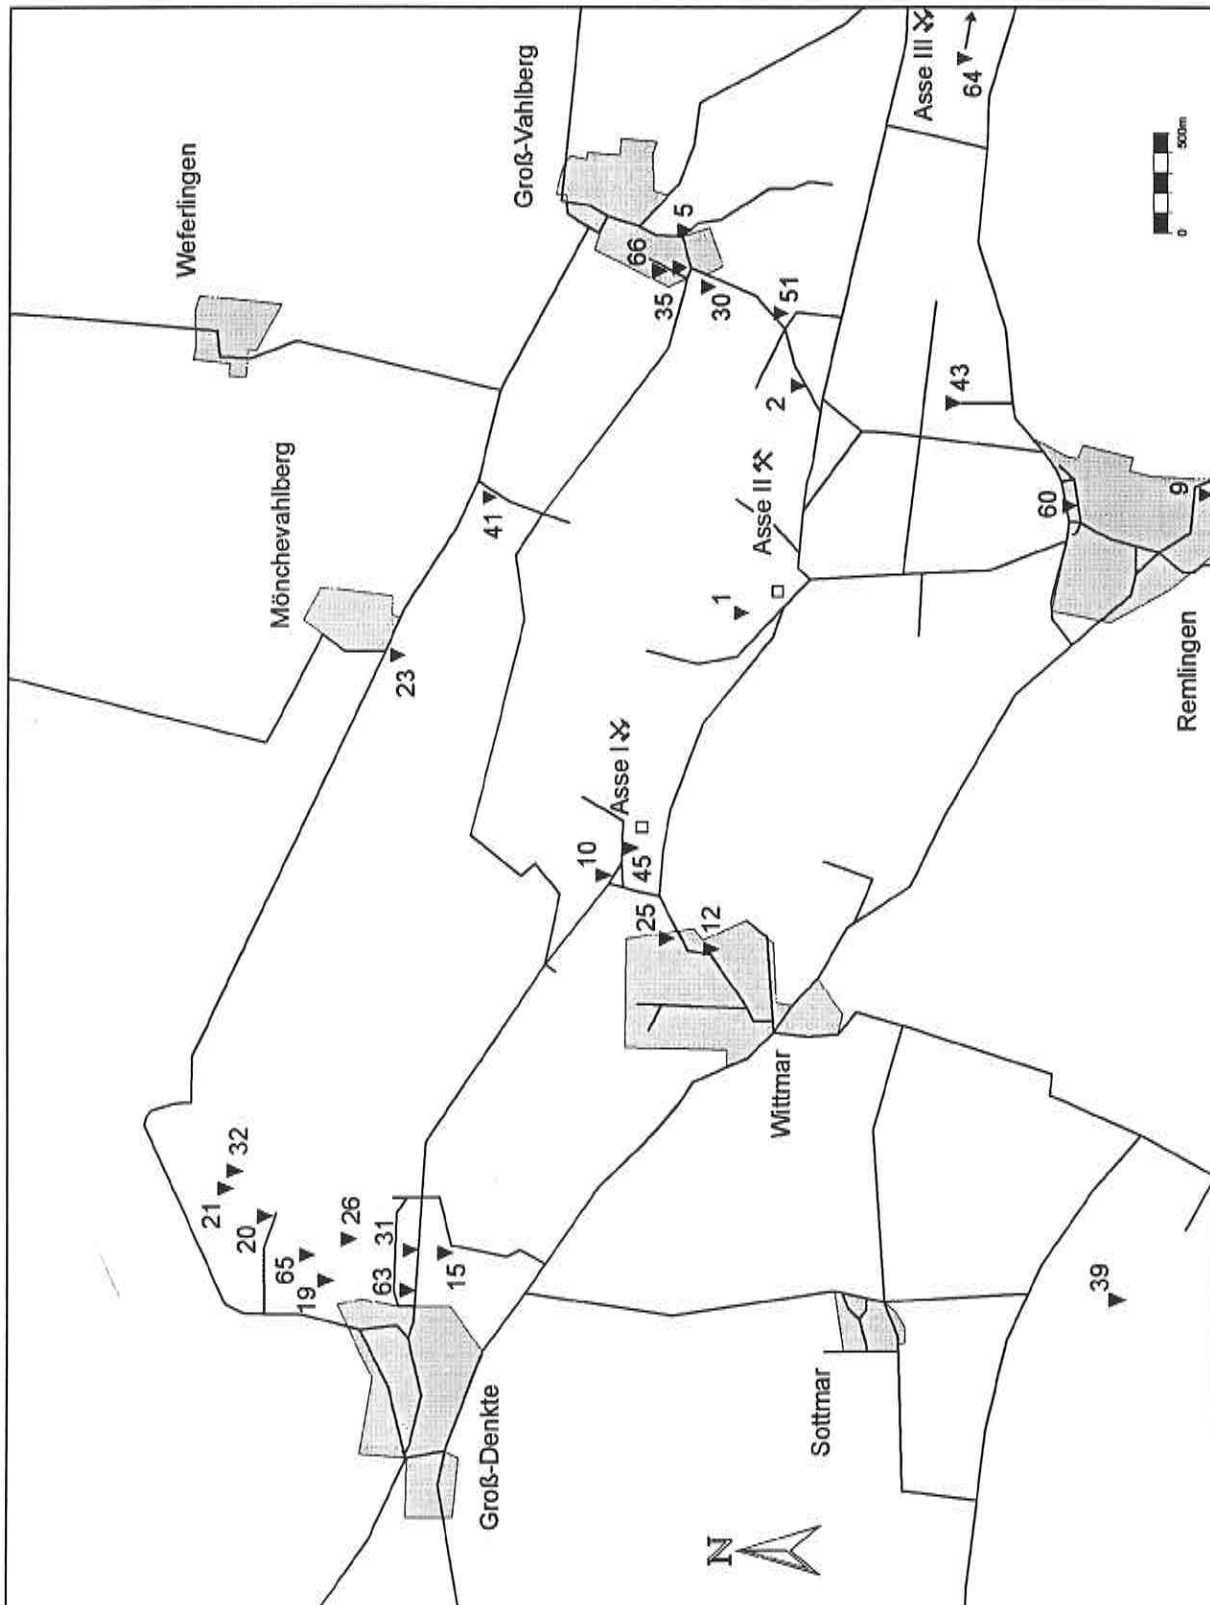 Weferlingen
21
32
20
Mönchevahlberg
65
19
26
63
31
23
15
Groß-Denkte
41
Groß-Vahlberg
10
Asse I
66
45
25
35
5
12
30
N
1
Asse II
2
Wittmar
51
Sottmar
Asse III
43
64
60
39
9
Remlingen
0 500m